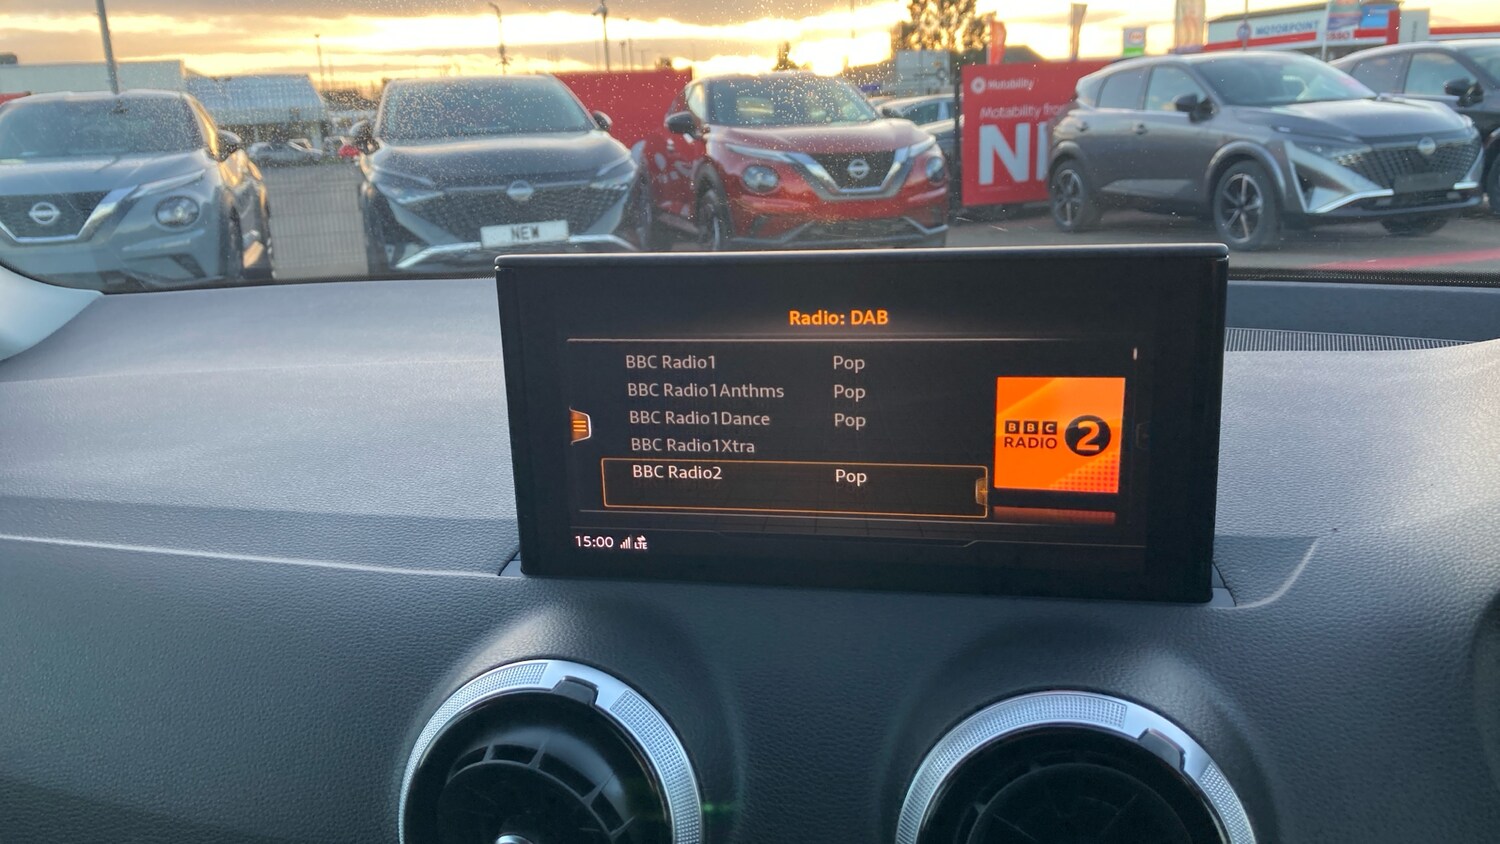 MOTORPOINT
Motability
Motability
NEW
Radio: DAB
BBC Radio1 Pop
BBC Radio1Anthms Pop
BBC Radio1Dance Pop
BBC Radio1Xtra
BBC Radio2 Pop
BBC
RADIO 2
15:00 LTE